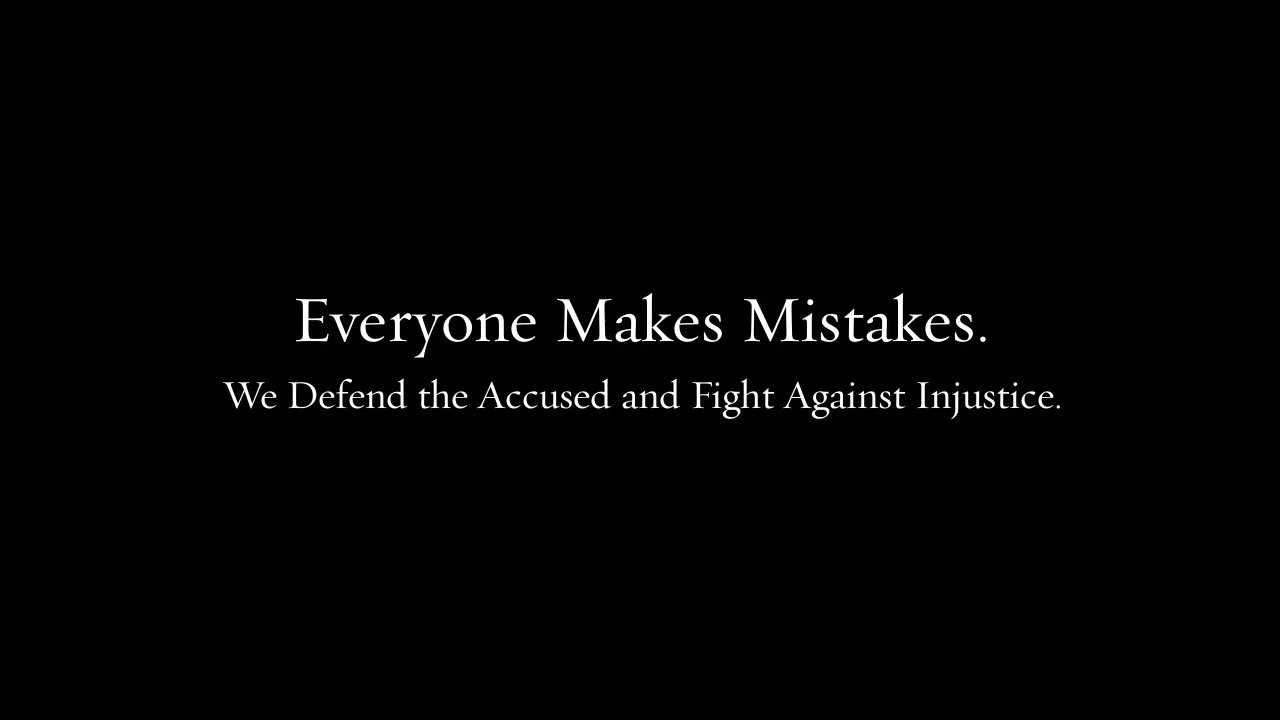 Everyone Makes Mistakes.
We Defend the Accused and Fight Against Injustice.